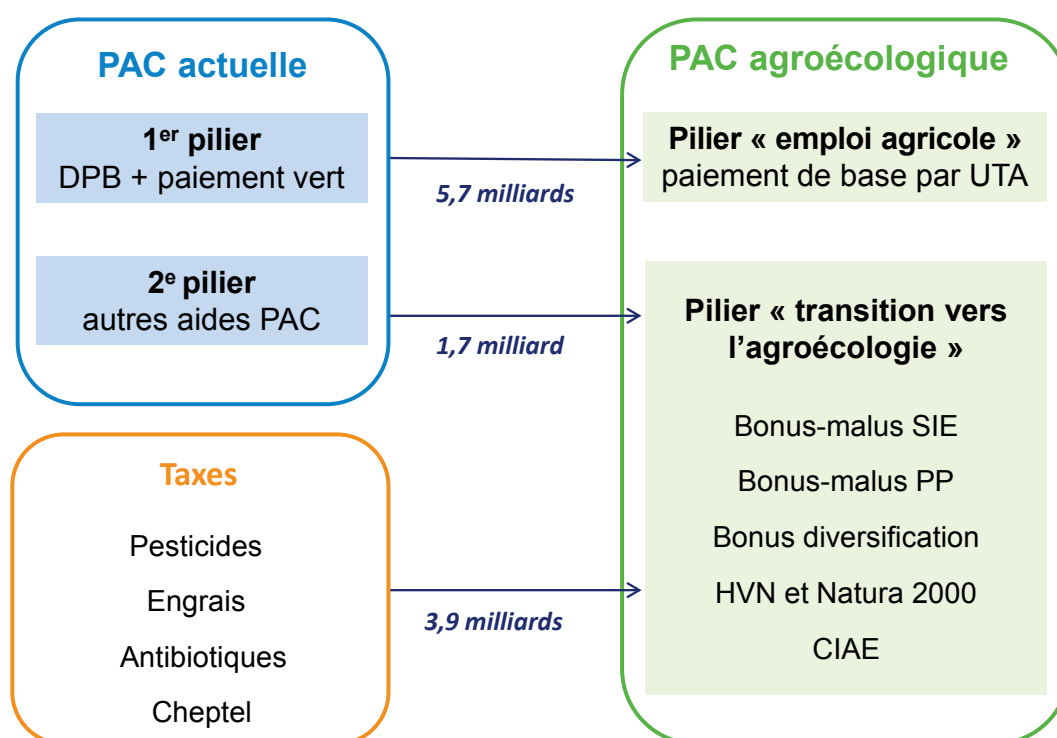 PAC actuelle
1er pilier
DPB + paiement vert
2e pilier
autres aides PAC
Taxes
Pesticides
Engrais
Antibiotiques
Cheptel
5,7 milliards
1,7 milliard
3,9 milliards
PAC agroécologique
Pilier « emploi agricole »
paiement de base par UTA
Pilier « transition vers
l’agroécologie »
Bonus-malus SIE
Bonus-malus PP
Bonus diversification
HVN et Natura 2000
CIAE